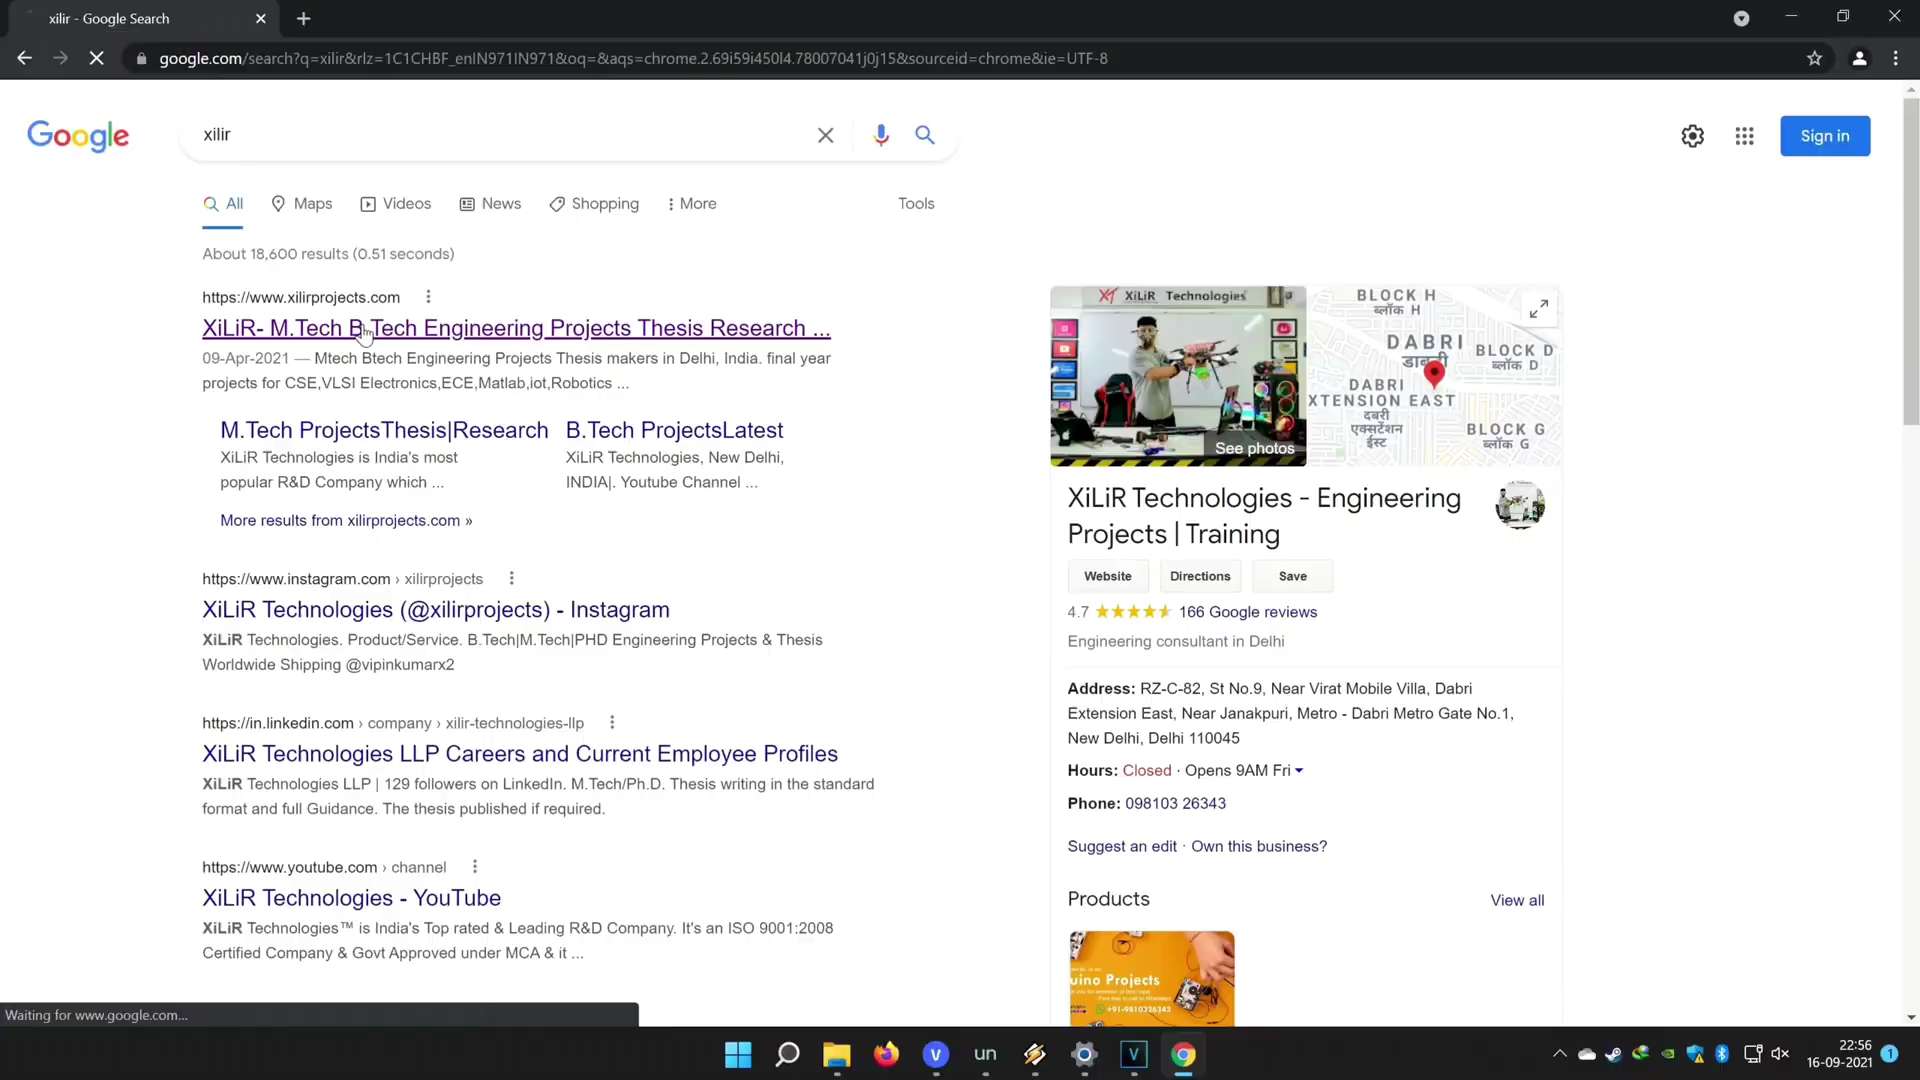 xilir - Google Search
google.com/search?q=xilir&rlz=1C1CHBF_enIN971IN971&oq=&aqs=chrome.2.69i59i450l4.78007041j0j15&sourceid=chrome&ie=UTF-8
Google
xilir
Sign in
All
Maps
Videos
News
Shopping
More
Tools
About 18,600 results (0.51 seconds)
https://www.xilirprojects.com
XiLiR- M.Tech B.Tech Engineering Projects Thesis Research ...
09-Apr-2021 — Mtech Btech Engineering Projects Thesis makers in Delhi, India. final year
projects for CSE,VLSI Electronics,ECE,Matlab,iot,Robotics ...
M.Tech ProjectsThesis|Research
XiLiR Technologies is India's most
popular R&D Company which ...
B.Tech ProjectsLatest
XiLiR Technologies, New Delhi,
INDIA|. Youtube Channel ...
More results from xilirprojects.com »
https://www.instagram.com › xilirprojects
XiLiR Technologies (@xilirprojects) - Instagram
XiLiR Technologies. Product/Service. B.Tech|M.Tech|PHD Engineering Projects & Thesis
Worldwide Shipping @vipinkumarx2
https://in.linkedin.com › company › xilir-technologies-llp
XiLiR Technologies LLP Careers and Current Employee Profiles
XiLiR Technologies LLP | 129 followers on LinkedIn. M.Tech/Ph.D. Thesis writing in the standard
format and full Guidance. The thesis published if required.
https://www.youtube.com › channel
XiLiR Technologies - YouTube
XiLiR Technologies™ is India's Top rated & Leading R&D Company. It's an ISO 9001:2008
Certified Company & Govt Approved under MCA & it ...
XT XiLiR Technologies
See photos
BLOCK H
ब्लॉक H
DABRI
डाबड़ी
BLOCK D
ब्लॉक D
DABRI
XTENSION EAST
दबरी
एक्सटेंशन
ईस्ट
BLOCK G
ब्लॉक G
XiLiR Technologies - Engineering
Projects | Training
Website
Directions
Save
4.7
166 Google reviews
Engineering consultant in Delhi
Address: RZ-C-82, St No.9, Near Virat Mobile Villa, Dabri
Extension East, Near Janakpuri, Metro - Dabri Metro Gate No.1,
New Delhi, Delhi 110045
Hours: Closed · Opens 9AM Fri
Phone: 098103 26343
Suggest an edit · Own this business?
Products
View all
uino Projects
+91-9810326343
Waiting for www.google.com...
un
22:56
16-09-2021
1